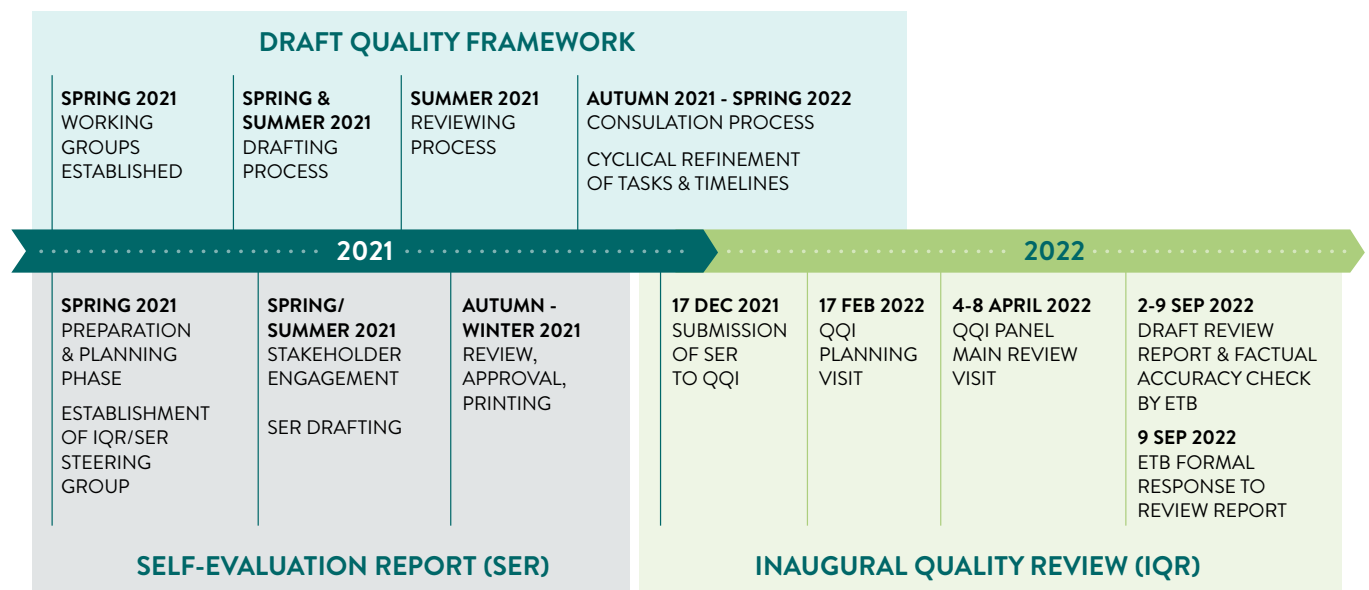 DRAFT QUALITY FRAMEWORK
SPRING 2021
WORKING
GROUPS
ESTABLISHED
SPRING &
SUMMER 2021
DRAFTING
PROCESS
SUMMER 2021
REVIEWING
PROCESS
AUTUMN 2021 - SPRING 2022
CONSULATION PROCESS
CYCLICAL REFINEMENT
OF TASKS & TIMELINES
2021
2022
SPRING 2021
PREPARATION
& PLANNING
PHASE
ESTABLISHMENT
OF IQR/SER
STEERING
GROUP
SPRING/
SUMMER 2021
STAKEHOLDER
ENGAGEMENT
SER DRAFTING
AUTUMN -
WINTER 2021
REVIEW,
APPROVAL,
PRINTING
17 DEC 2021
SUBMISSION
OF SER
TO QQI
17 FEB 2022
QQI
PLANNING
VISIT
4-8 APRIL 2022
QQI PANEL
MAIN REVIEW
VISIT
2-9 SEP 2022
DRAFT REVIEW
REPORT & FACTUAL
ACCURACY CHECK
BY ETB
9 SEP 2022
ETB FORMAL
RESPONSE TO
REVIEW REPORT
SELF-EVALUATION REPORT (SER)
INAUGURAL QUALITY REVIEW (IQR)